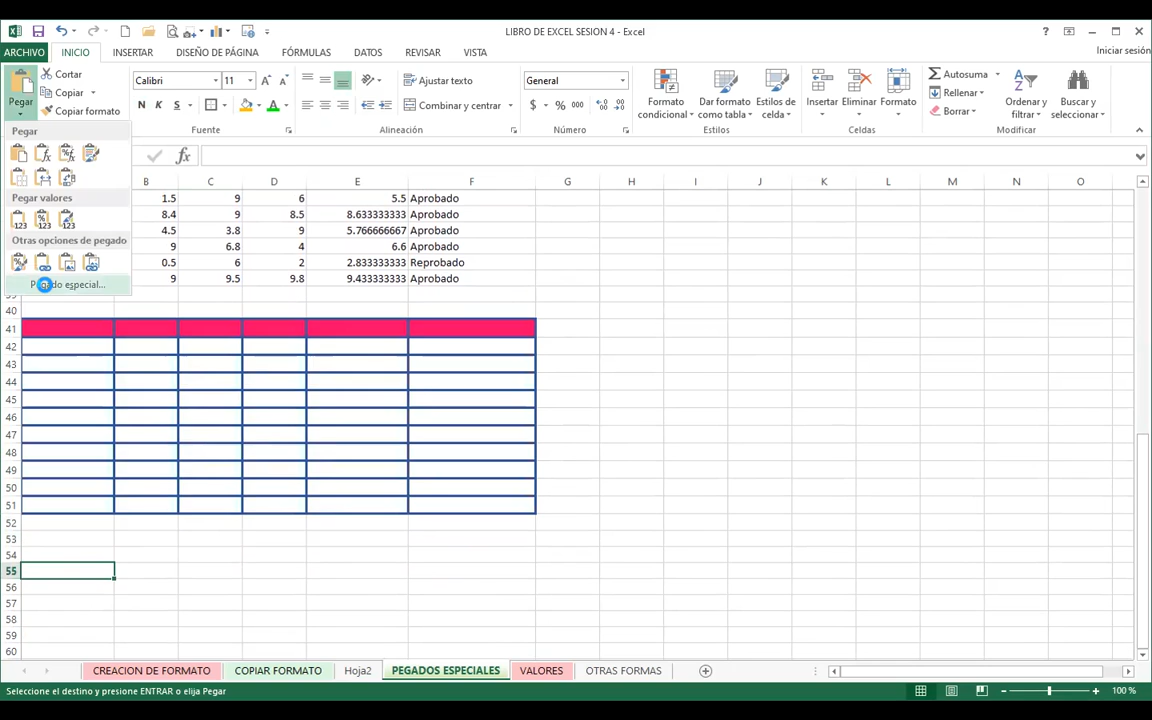 LIBRO DE EXCEL SESION 4 - Excel
ARCHIVO INICIO INSERTAR DISEÑO DE PÁGINA FÓRMULAS DATOS REVISAR VISTA Iniciar sesión
Pegar
Cortar
Copiar
Copiar formato
Calibri 11
N K S
Fuente
Ajustar texto
Combinar y centrar
Alineación
General
$ % 000
Número
Formato condicional
Dar formato como tabla
Estilos de celda
Estilos
Insertar Eliminar Formato
Celdas
Autosuma
Rellenar
Borrar
Ordenar y filtrar
Buscar y seleccionar
Modificar
Pegar
Pegar valores
Otras opciones de pegado
Pegado especial...
B C D E F G H I J K L M N O
1.5 9 6 5.5 Aprobado
8.4 9 8.5 8.633333333 Aprobado
4.5 3.8 9 5.766666667 Aprobado
9 6.8 4 6.6 Aprobado
0.5 6 2 2.833333333 Reprobado
9 9.5 9.8 9.433333333 Aprobado
40
41
42
43
44
45
46
47
48
49
50
51
52
53
54
55
56
57
58
59
60
CREACION DE FORMATO COPIAR FORMATO Hoja2 PEGADOS ESPECIALES VALORES OTRAS FORMAS
Seleccione el destino y presione ENTRAR o elija Pegar 100 %